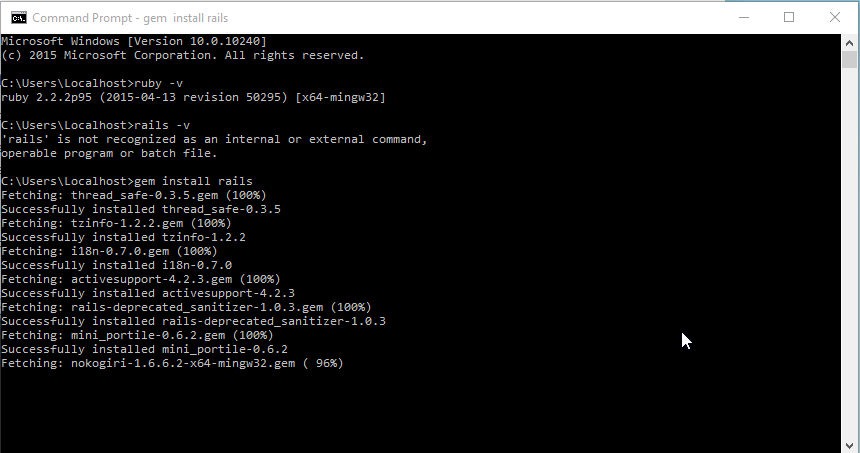 Command Prompt - gem  install rails
Microsoft Windows [Version 10.0.10240]
(c) 2015 Microsoft Corporation. All rights reserved.
C:\Users\Localhost>ruby -v
ruby 2.2.2p95 (2015-04-13 revision 50295) [x64-mingw32]
C:\Users\Localhost>rails -v
'rails' is not recognized as an internal or external command,
operable program or batch file.
C:\Users\Localhost>gem install rails
Fetching: thread_safe-0.3.5.gem (100%)
Successfully installed thread_safe-0.3.5
Fetching: tzinfo-1.2.2.gem (100%)
Successfully installed tzinfo-1.2.2
Fetching: i18n-0.7.0.gem (100%)
Successfully installed i18n-0.7.0
Fetching: activesupport-4.2.3.gem (100%)
Successfully installed activesupport-4.2.3
Fetching: rails-deprecated_sanitizer-1.0.3.gem (100%)
Successfully installed rails-deprecated_sanitizer-1.0.3
Fetching: mini_portile-0.6.2.gem (100%)
Successfully installed mini_portile-0.6.2
Fetching: nokogiri-1.6.6.2-x64-mingw32.gem ( 96%)